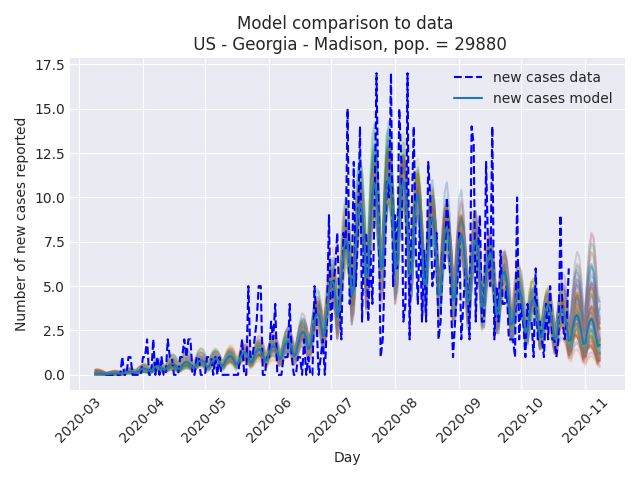 Model comparison to data
US - Georgia - Madison, pop. = 29880
new cases data
new cases model
Number of new cases reported
17.5
15.0
12.5
10.0
7.5
5.0
2.5
0.0
2020-03
2020-04
2020-05
2020-06
2020-07
2020-08
2020-09
2020-10
2020-11
Day